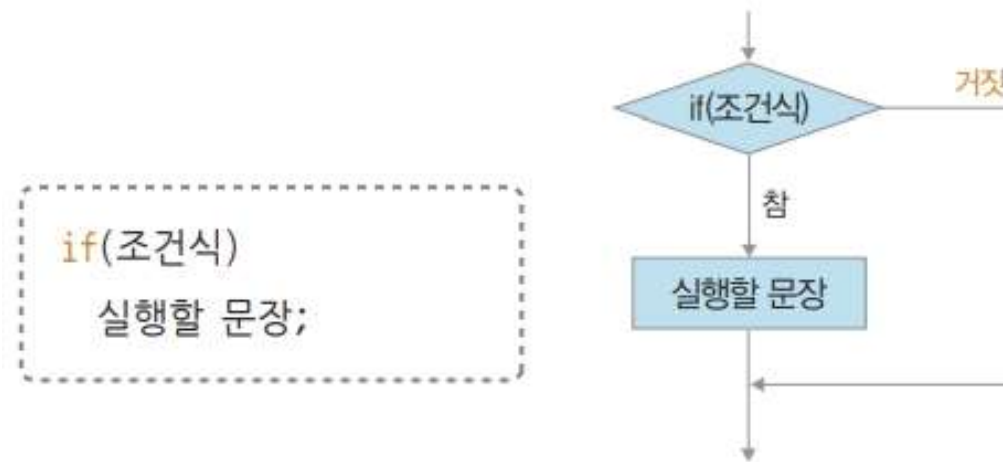 if(조건식)
실행할 문장;
if(조건식)
거짓
참
실행할 문장